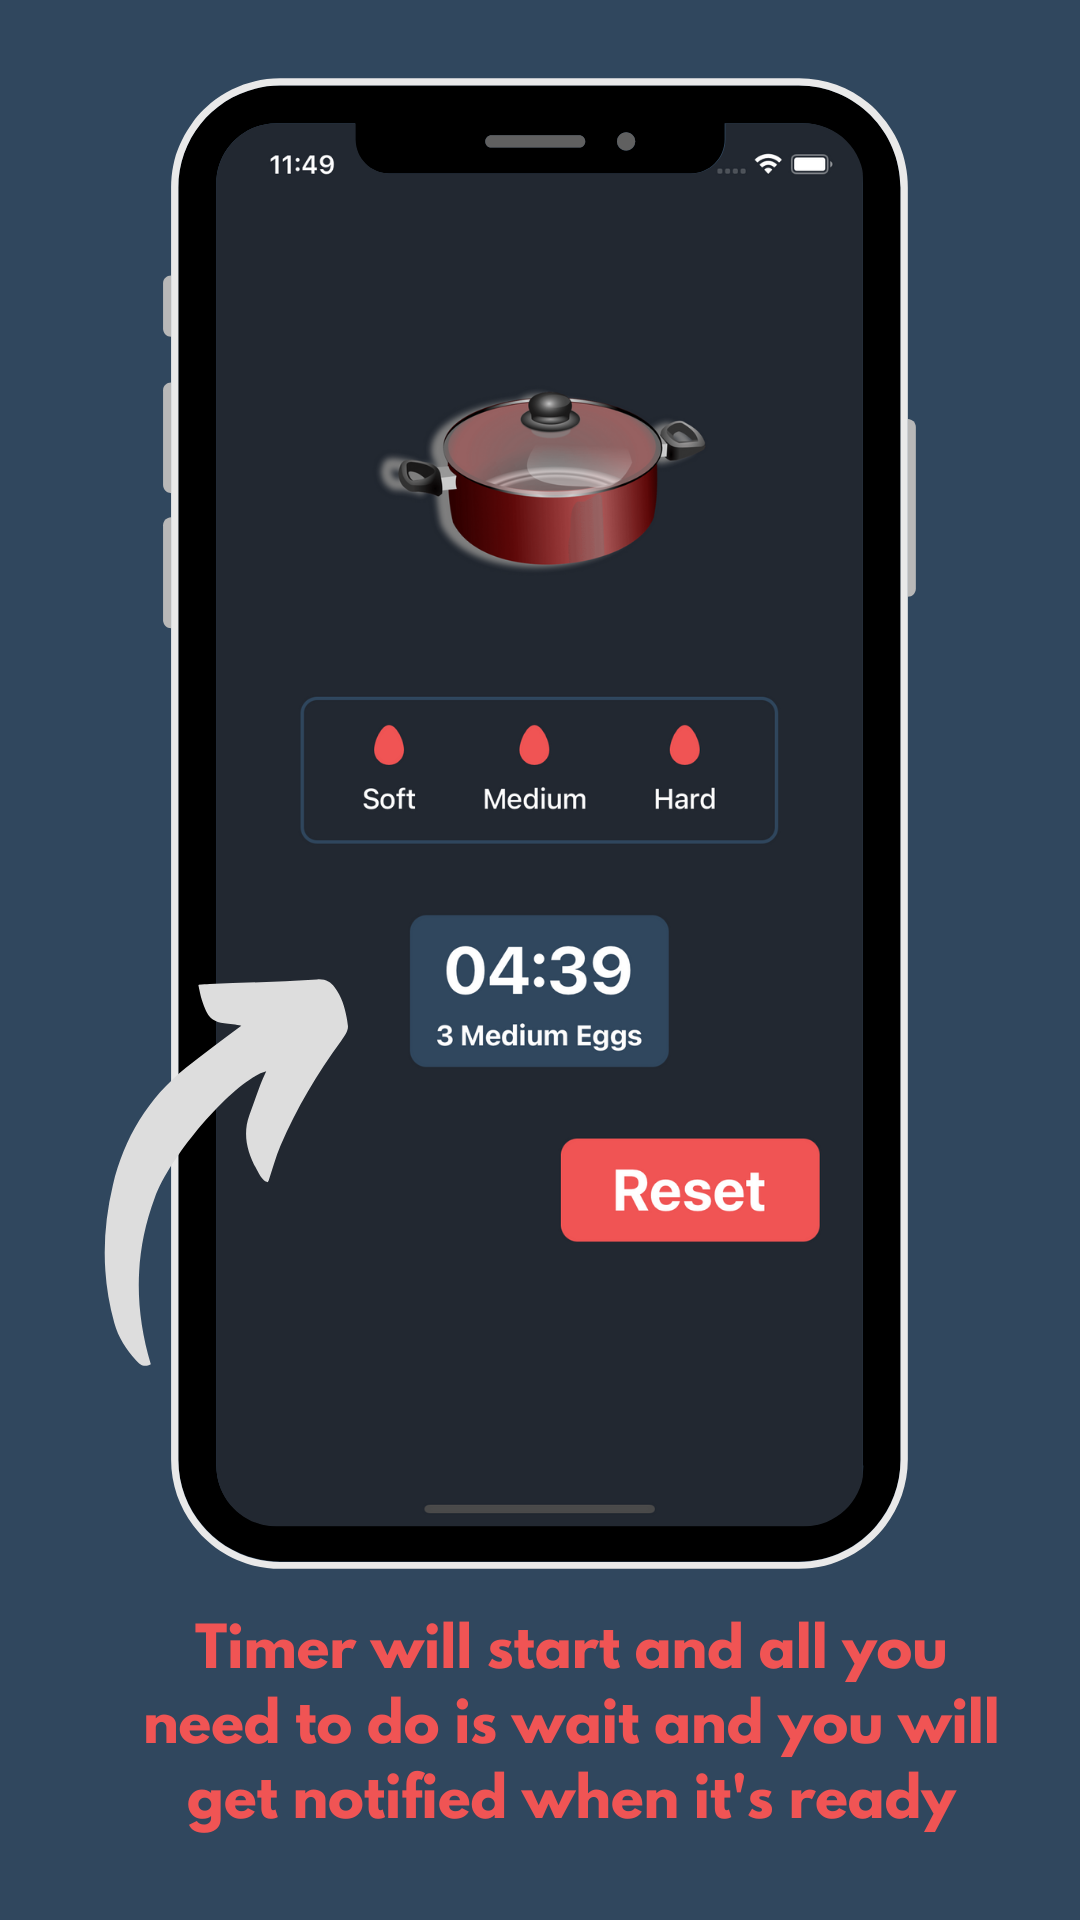 11:49
Soft Medium Hard
04:39
3 Medium Eggs
Reset
Timer will start and all you
need to do is wait and you will
get notified when it's ready